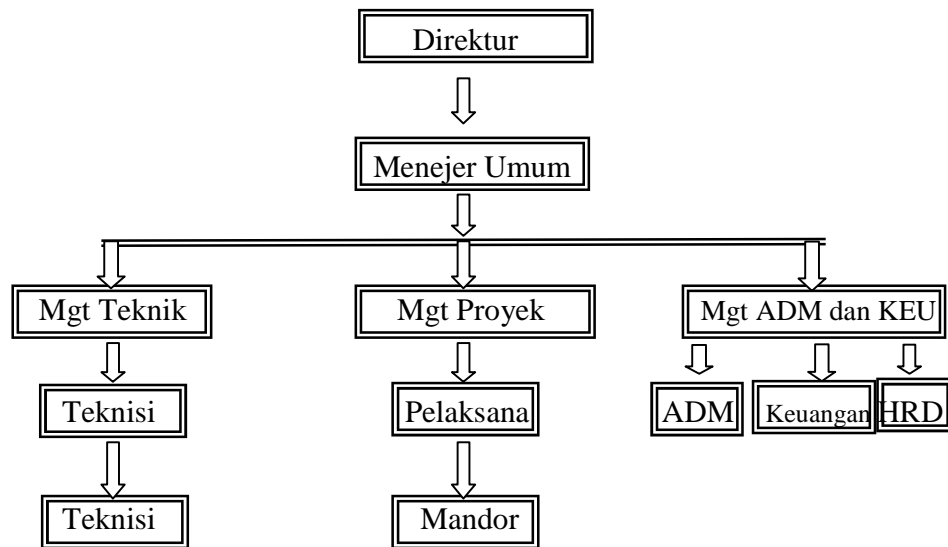 Direktur
Menejer Umum
Mgt Teknik
Mgt Proyek
Mgt ADM dan KEU
Teknisi
Pelaksana
ADM
Keuangan
HRD
Teknisi
Mandor